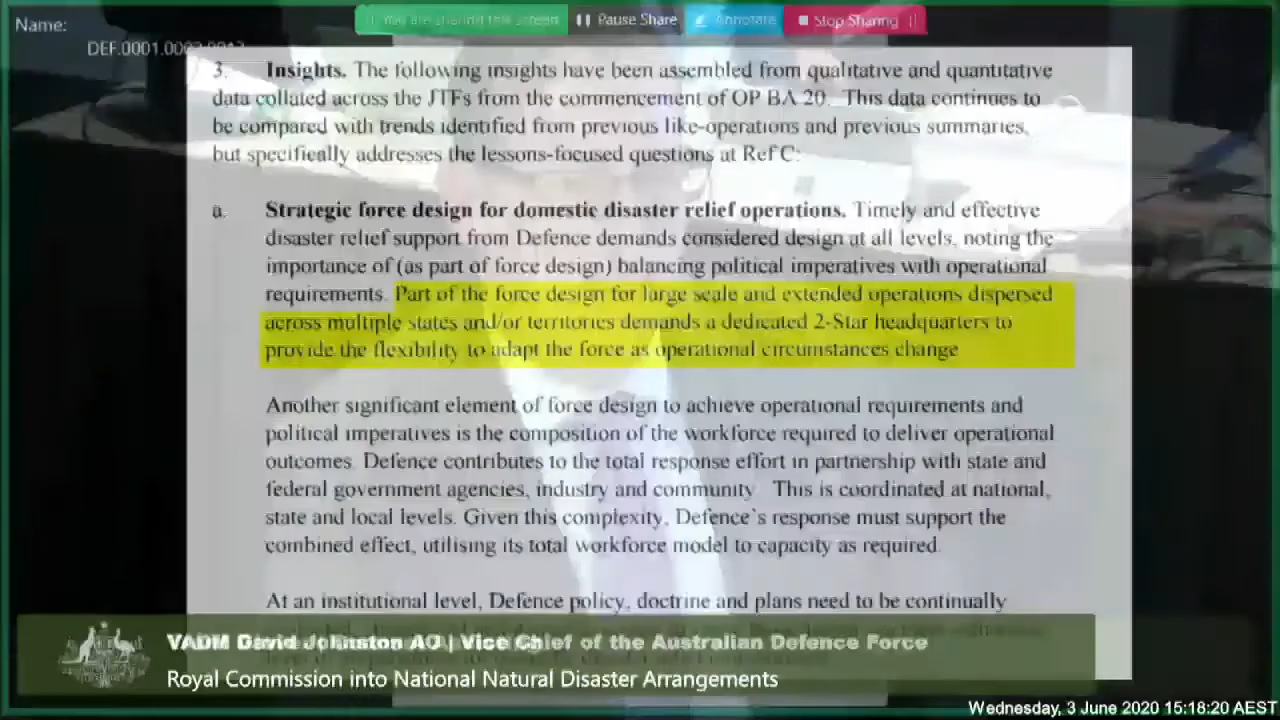 Name:
You are sharing this screen
Pause Share
Annotate
Stop Sharing
3. Insights. The following insights have been assembled from qualitative and quantitative
data collated across the JTFs from the commencement of OP BA 20. This data continues to
be compared with trends identified from previous like-operations and previous summaries,
but specifically addresses the lessons-focused questions at Ref C:
a. Strategic force design for domestic disaster relief operations. Timely and effective
disaster relief support from Defence demands considered design at all levels, noting the
importance of (as part of force design) balancing political imperatives with operational
requirements. Part of the force design for large scale and extended operations dispersed
across multiple states and/or territories demands a dedicated 2-Star headquarters to
provide the flexibility to adapt the force as operational circumstances change
Another significant element of force design to achieve operational requirements and
political imperatives is the composition of the workforce required to deliver operational
outcomes. Defence contributes to the total response effort in partnership with state and
federal government agencies, industry and community. This is coordinated at national,
state and local levels. Given this complexity, Defence's response must support the
combined effect, utilising its total workforce model to capacity as required.
At an institutional level, Defence policy, doctrine and plans need to be continually
VADM David Johnston AO | Vice Chief of the Australian Defence Force
Royal Commission into National Natural Disaster Arrangements
Wednesday, 3 June 2020 15:18:20 AEST